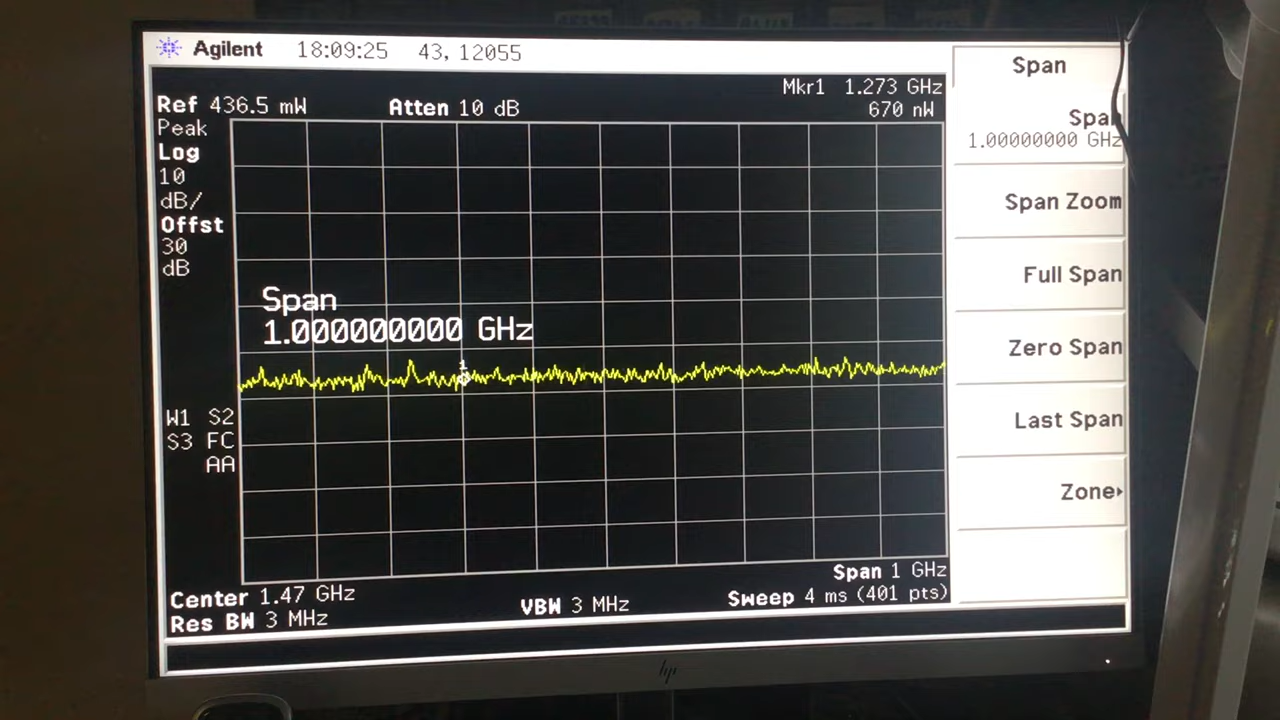 Agilent 18:09:25 43, 12055
Mkr1 1.273 GHz
Ref 436.5 mW Atten 10 dB 670 nW
Peak
Log
10
dB/
Offst
30
dB
Span
1.000000000 GHz
1
W1 S2
S3 FC
AA
Center 1.47 GHz Span 1 GHz
Res BW 3 MHz VBW 3 MHz Sweep 4 ms (401 pts)
Span
Span
1.00000000 GHz
Span Zoom
Full Span
Zero Span
Last Span
Zone
hp